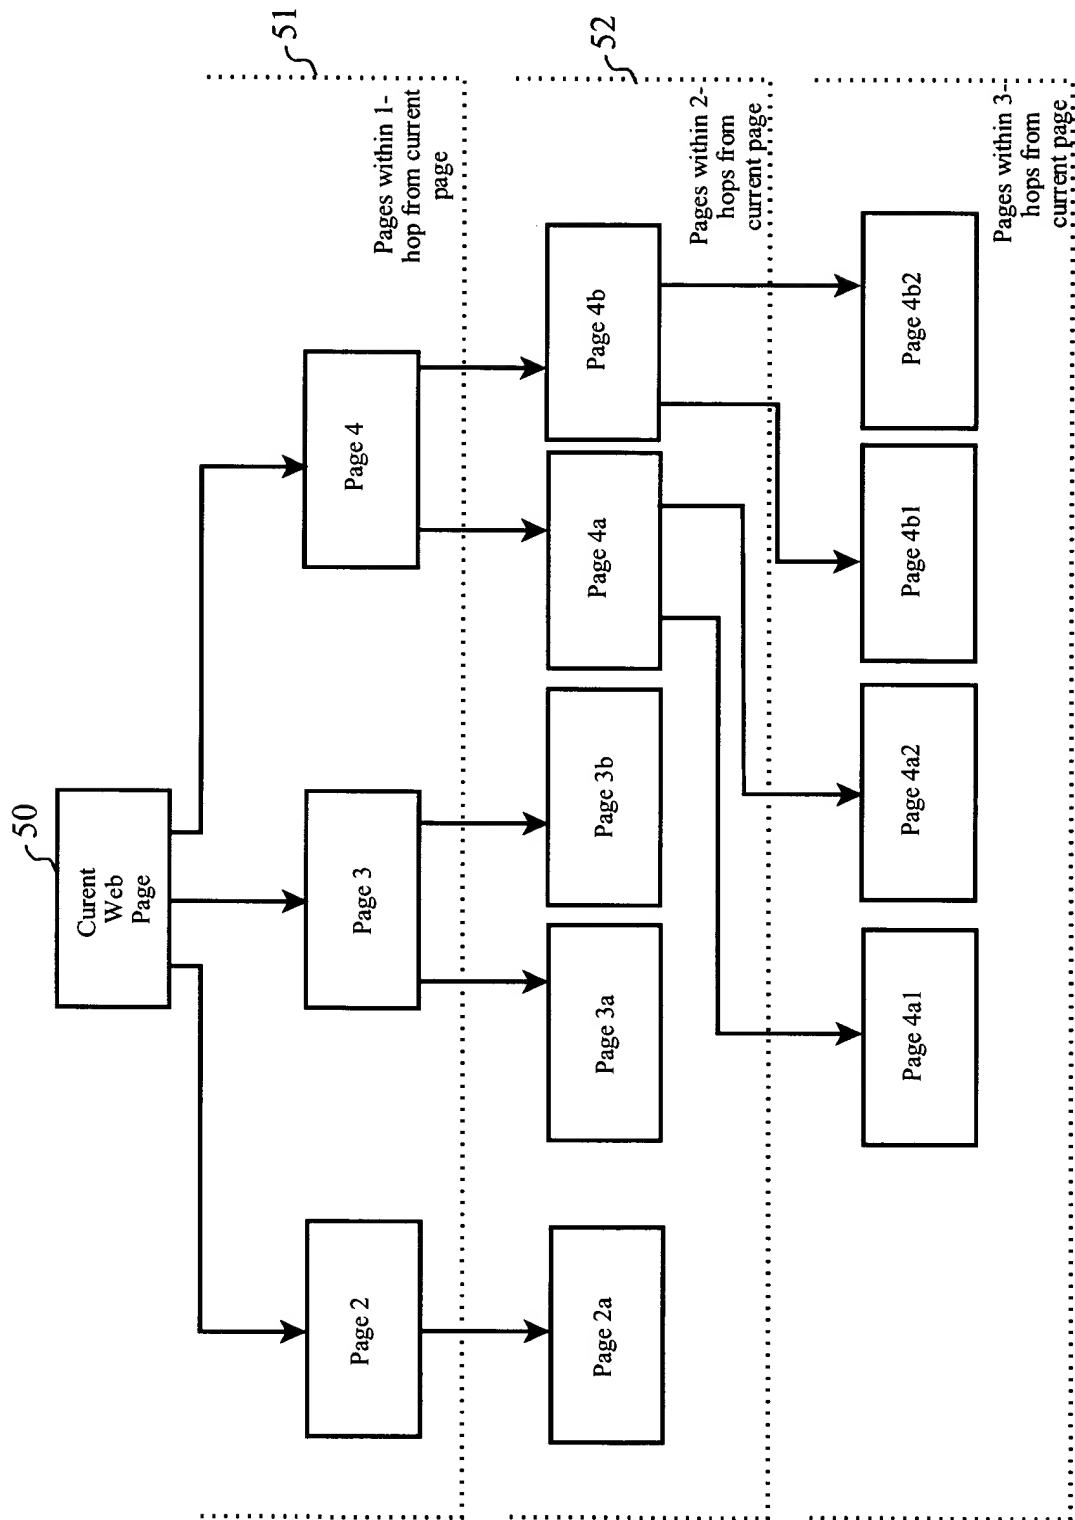 50
Curent
Web
Page
51
Page 2
Page 3
Page 4
Pages within 1-
hop from current
page
52
Page 2a
Page 3a
Page 3b
Page 4a
Page 4b
Pages within 2-
hops from
current page
Page 4a1
Page 4a2
Page 4b1
Page 4b2
Pages within 3-
hops from
current page